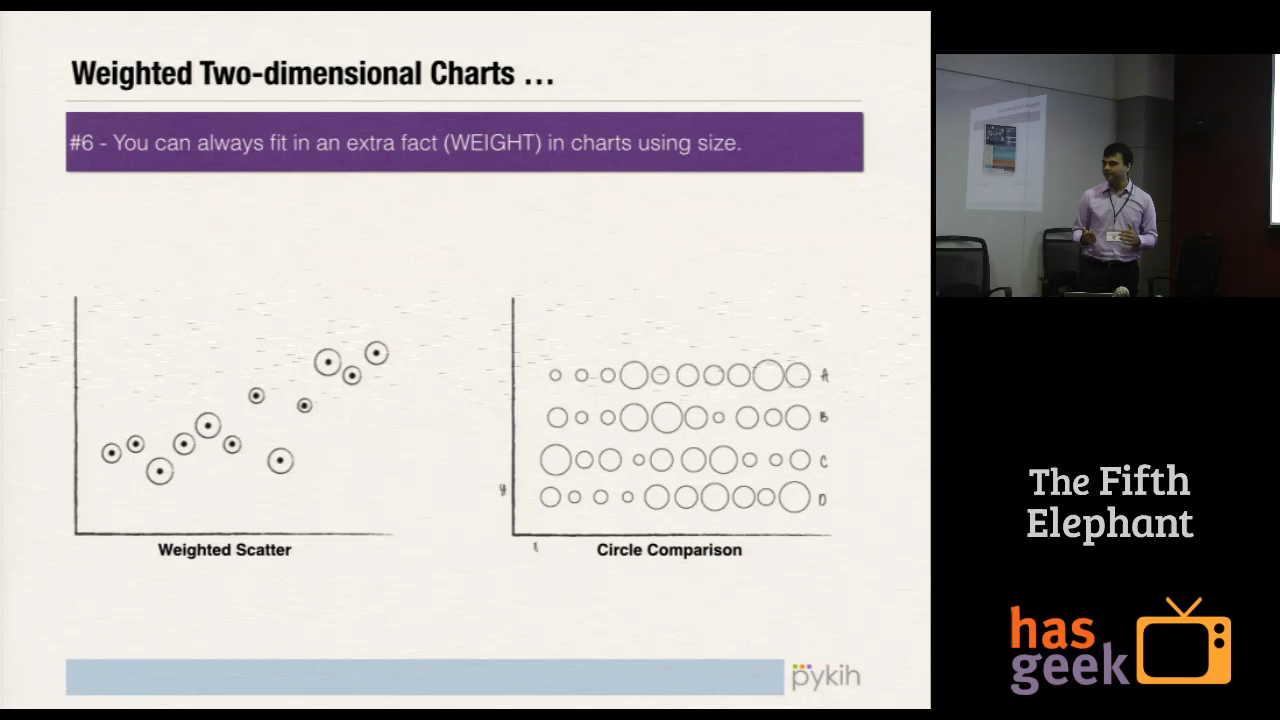 Weighted Two-dimensional Charts ...
#6 - You can always fit in an extra fact (WEIGHT) in charts using size.
A
B
C
D
y
Weighted Scatter
Circle Comparison
pykih
The Fifth
Elephant
has
geek